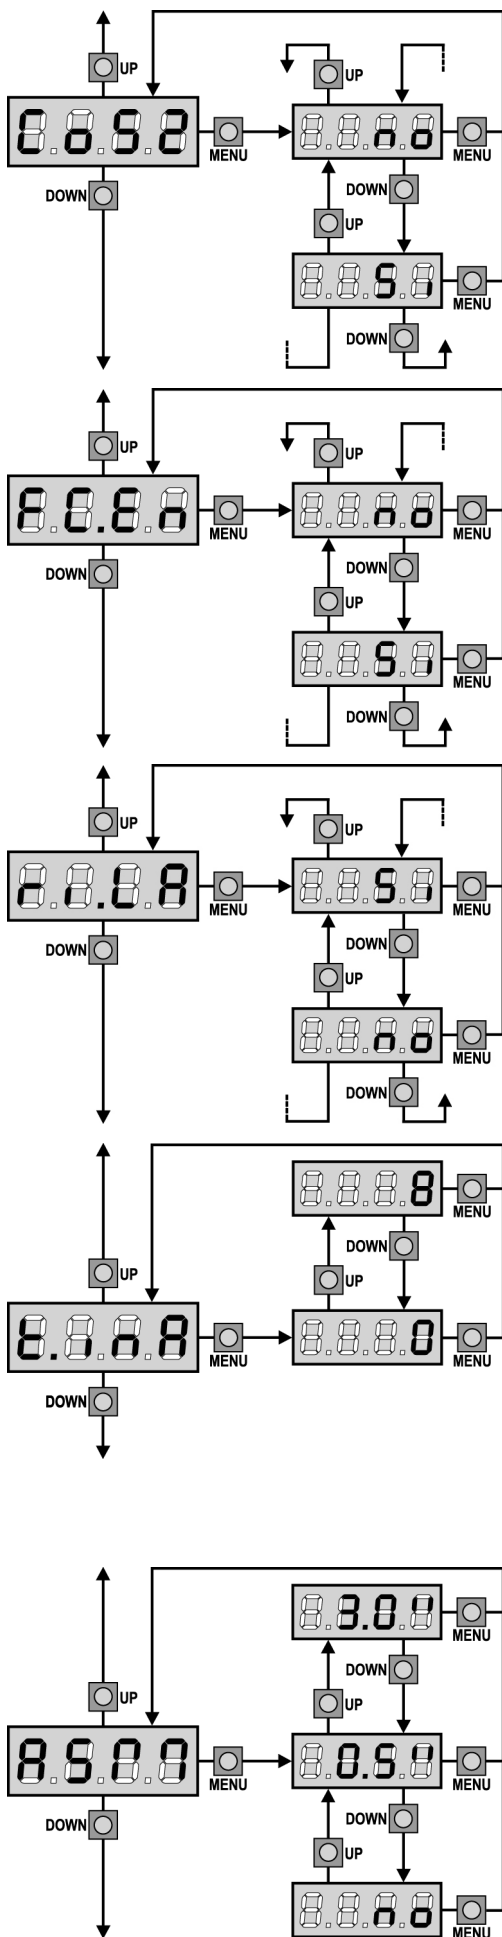 UP UP
CoS2 MENU no MENU
DOWN DOWN
UP
Si MENU
DOWN
UP UP
FC.En MENU no MENU
DOWN DOWN
UP
Si MENU
DOWN
UP UP
ri.LA MENU Si MENU
DOWN DOWN
UP
no MENU
DOWN
8 MENU
DOWN
UP UP
t.inA MENU 0 MENU
DOWN
3.0' MENU
DOWN
UP UP
ASM MENU 0.5' MENU
DOWN DOWN
UP
no MENU